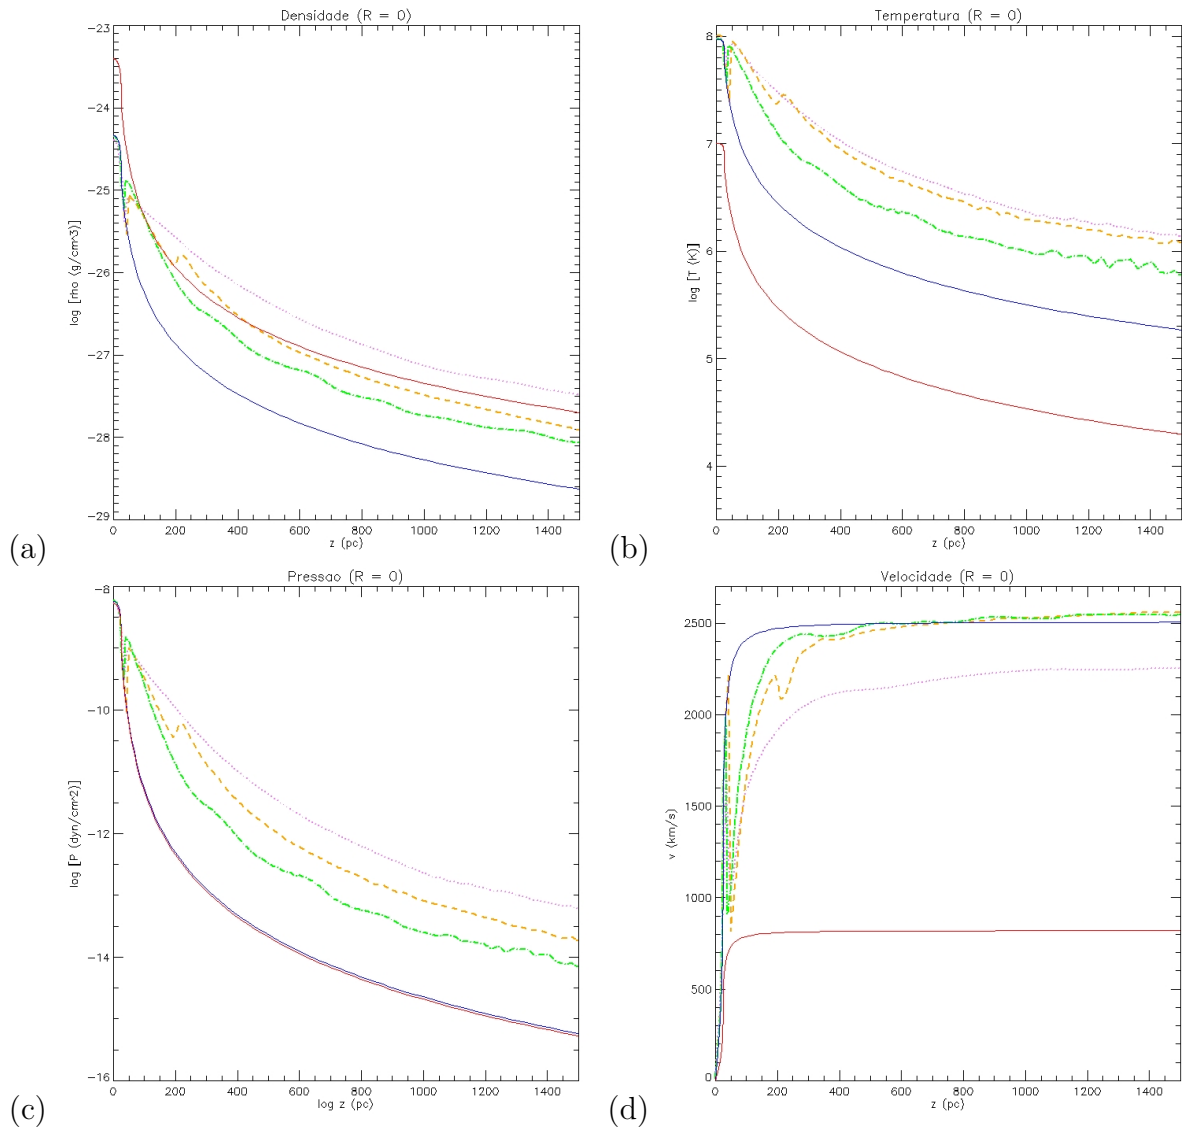 Densidade (R = 0)
-23
-24
-25
-26
-27
-28
-29
log [rho (g/cm^3)]
0 200 400 600 800 1000 1200 1400
z (pc)
(a)
Temperatura (R = 0)
8
7
6
5
4
log [T (K)]
0 200 400 600 800 1000 1200 1400
z (pc)
(b)
Pressao (R = 0)
-8
-10
-12
-14
-16
log [P (dyn/cm^2)]
0 200 400 600 800 1000 1200 1400
log z (pc)
(c)
Velocidade (R = 0)
2500
2000
1500
1000
500
0
v (km/s)
0 200 400 600 800 1000 1200 1400
z (pc)
(d)